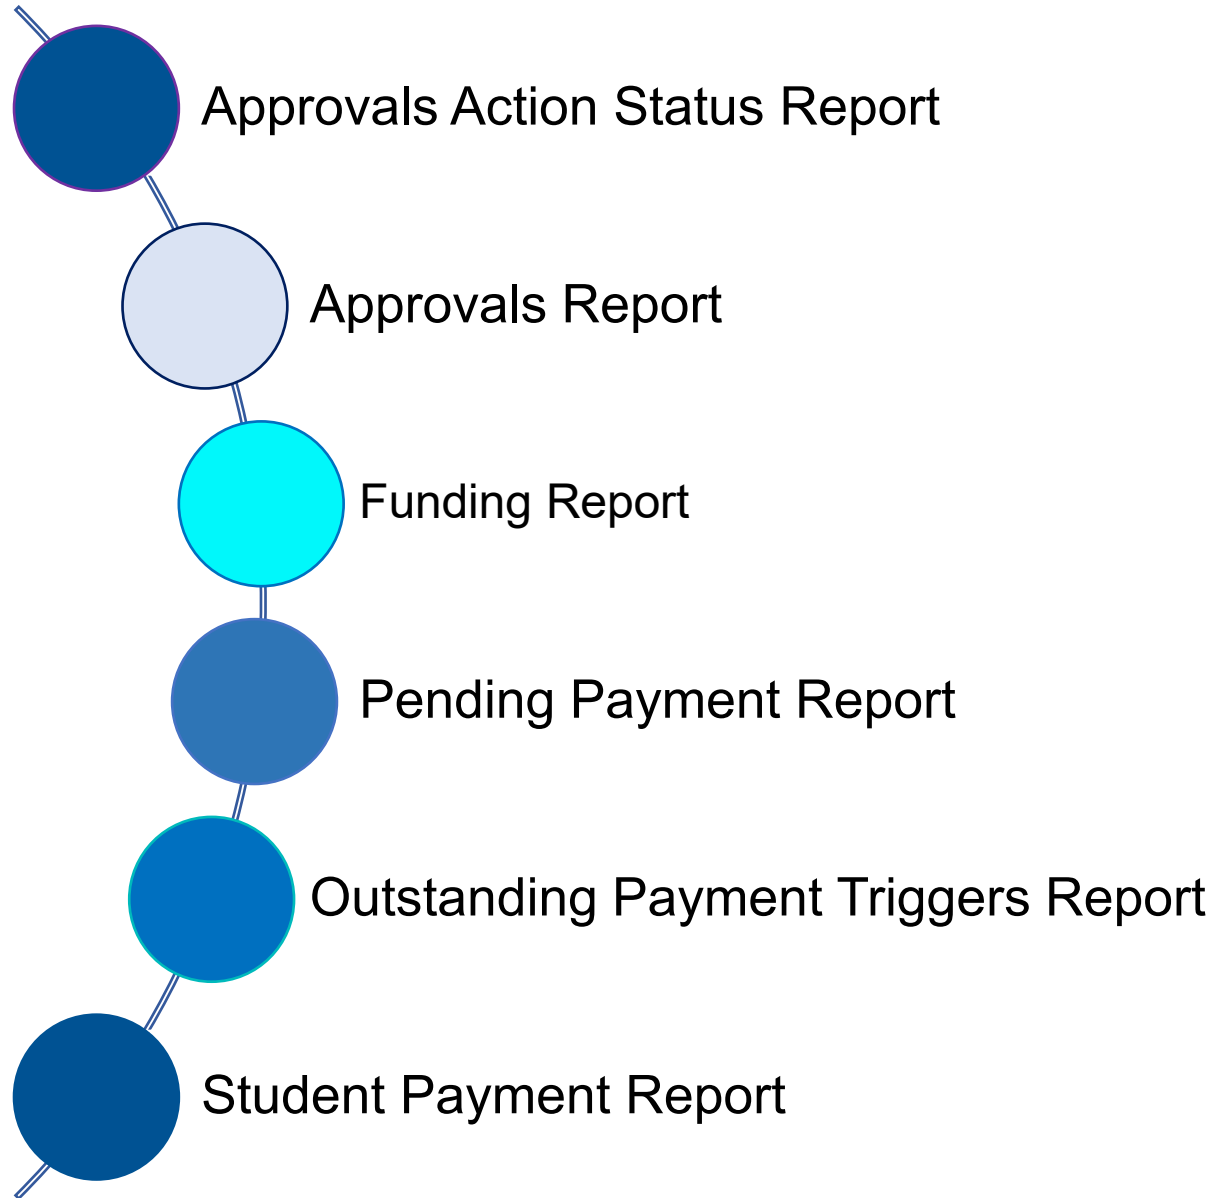 Approvals Action Status Report
Approvals Report
Funding Report
Pending Payment Report
Outstanding Payment Triggers Report
Student Payment Report